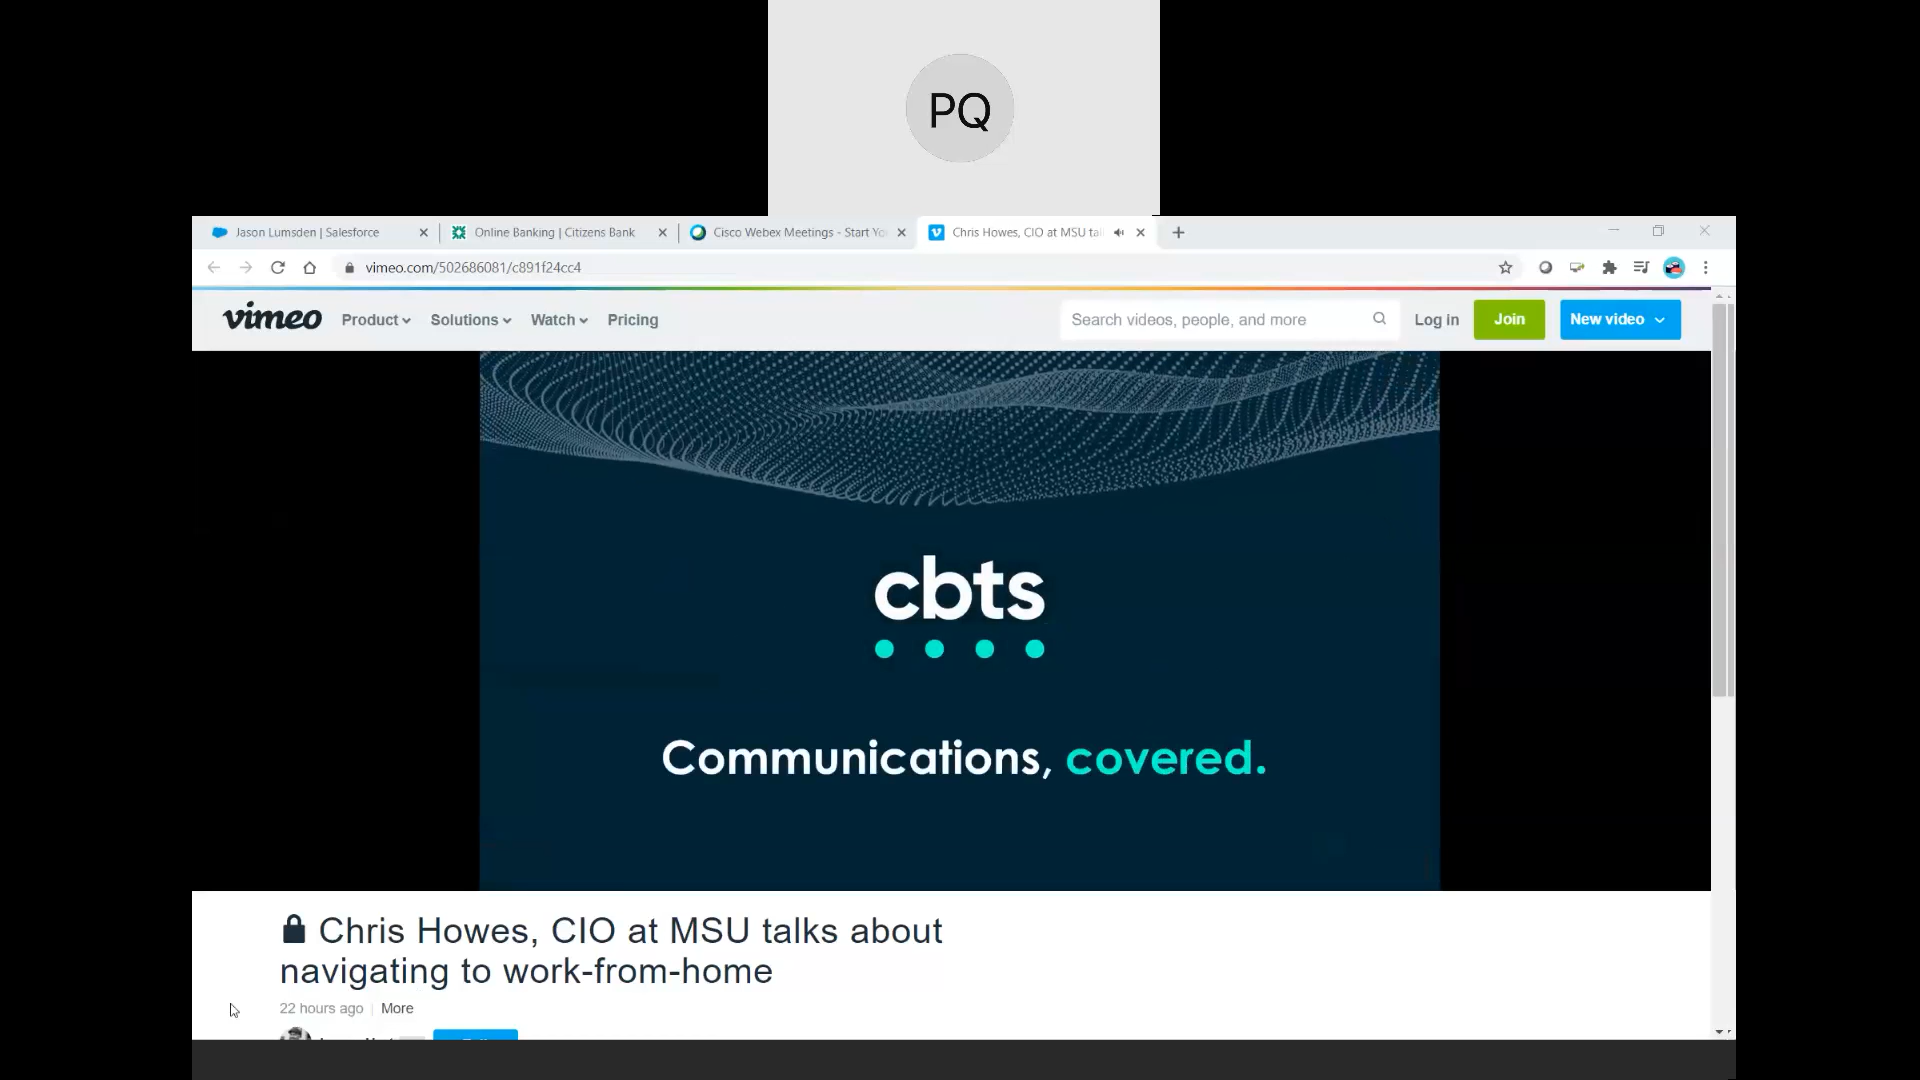 PQ
Jason Lumsden | Salesforce
Online Banking | Citizens Bank
Cisco Webex Meetings - Start Yo
Chris Howes, CIO at MSU tal
vimeo.com/502686081/c891f24cc4
vimeo
Product
Solutions
Watch
Pricing
Search videos, people, and more
Log in
Join
New video
cbts
Communications, covered.
Chris Howes, CIO at MSU talks about
navigating to work-from-home
22 hours ago | More